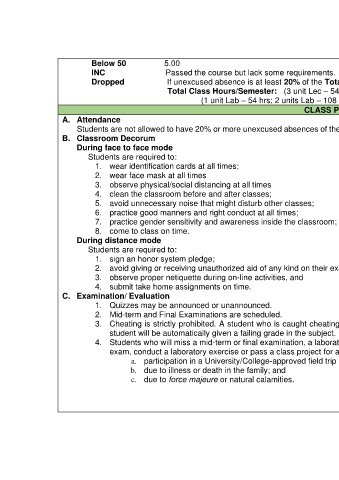 Below 50 5.00
INC Passed the course but lack some requirements.
Dropped If unexcused absence is at least 20% of the
Total Class Hours/Semester: (3 unit Lec – 54
(1 unit Lab – 54 hrs; 2 units Lab – 108
CLASS P
A. Attendance
Students are not allowed to have 20% or more unexcused absences of the
B. Classroom Decorum
During face to face mode
Students are required to:
1. wear identification cards at all times;
2. wear face mask at all times
3 observe physical/social distancing at all times
4. clean the classroom before and after classes;
5. avoid unnecessary noise that might disturb other classes;
6. practice good manners and right conduct at all times;
7. practice gender sensitivity and awareness inside the classroom;
8. come to class on time.
During distance mode
Students are required to:
1. sign an honor system pledge;
2. avoid giving or receiving unauthorized aid of any kind on their ex
3. observe proper netiquette during on-line activities, and
4. submit take home assignments on time.
C. Examination/ Evaluation
1. Quizzes may be announced or unannounced.
2. Mid-term and Final Examinations are scheduled.
3. Cheating is strictly prohibited. A student who is caught cheating
student will be automatically given a failing grade in the subject.
4. Students who will miss a mid-term or final examination, a laborat
exam, conduct a laboratory exercise or pass a class project for a
a. participation in a University/College-approved field trip
b. due to illness or death in the family; and
c. due to force majeure or natural calamities.